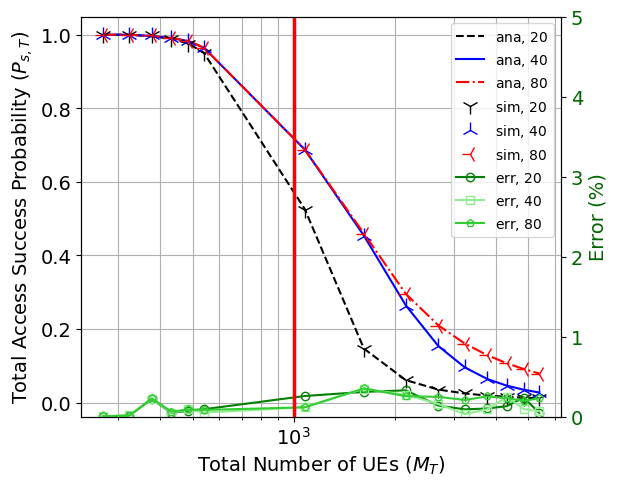 Total Access Success Probability (P_{s,T})
1.0
0.8
0.6
0.4
0.2
0.0
10^3
Total Number of UEs (M_T)
5
4
3
2
1
0
Error (%)
ana, 20
ana, 40
ana, 80
sim, 20
sim, 40
sim, 80
err, 20
err, 40
err, 80